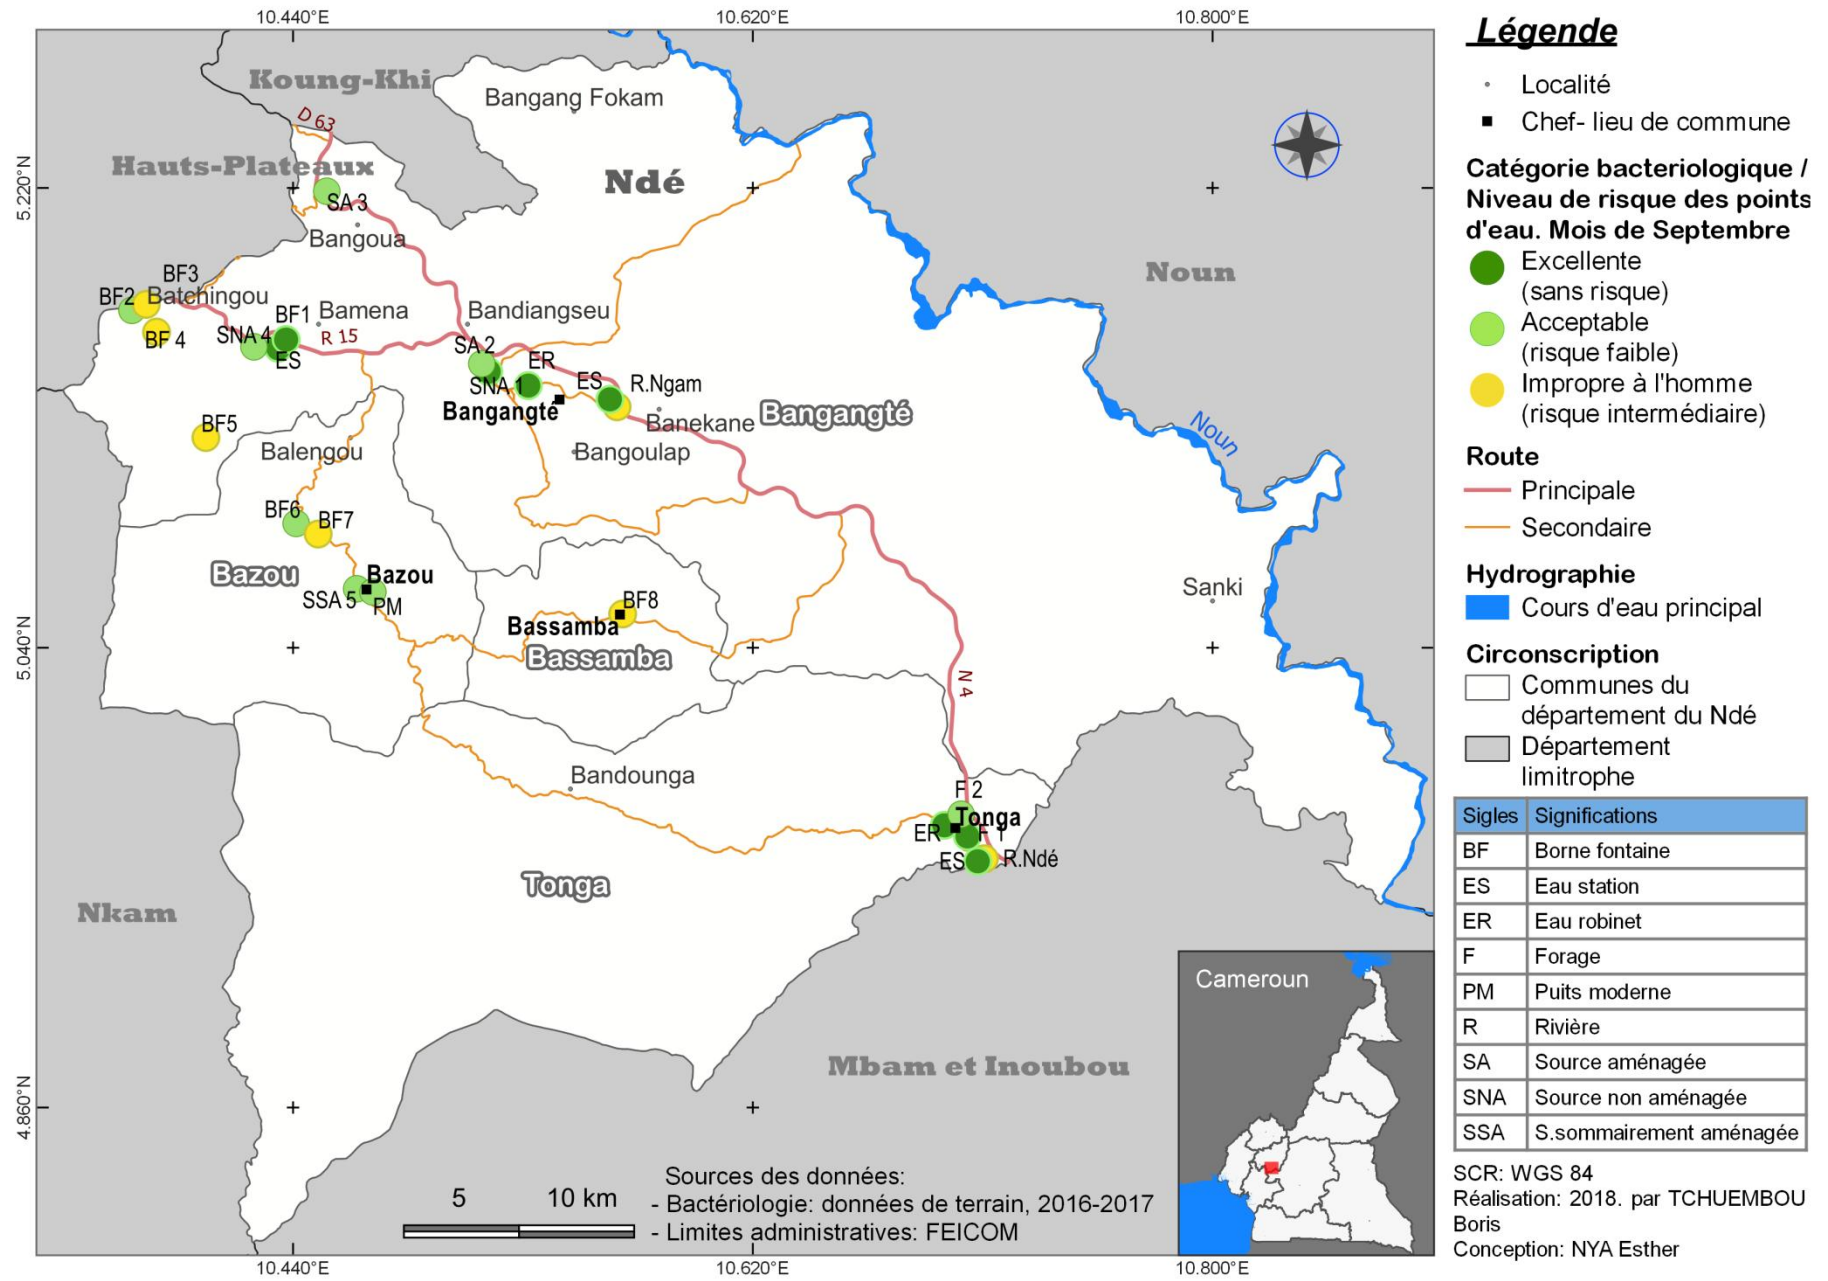 10.440°E
10.620°E
10.800°E
5.220°N
5.040°N
4.860°N
10.440°E
10.620°E
10.800°E
Koung-Khi
Bangang Fokam
D 63
Hauts-Plateaux
Ndé
SA 3
Bangoua
Noun
BF3
BF2
Batchingou
BF 4
BF1
Bamena
SNA 4
R 15
ES
Bandiangseu
SA 2
ER
SNA 1
ES
R.Ngam
Bangangté
Banekane
Bangangté
Noun
BF5
Balengou
Bangoulap
BF6
BF7
Bazou
Bazou
SSA 5
PM
BF8
Bassamba
Bassamba
Sanki
N 4
Bandounga
F 2
Tonga
ER
F 1
ES
R.Ndé
Tonga
Nkam
Mbam et Inoubou
Cameroun
5
10 km
Sources des données:
- Bactériologie: données de terrain, 2016-2017
- Limites administratives: FEICOM
Légende
Localité
Chef- lieu de commune
Catégorie bacteriologique /
Niveau de risque des points
d'eau. Mois de Septembre
Excellente
(sans risque)
Acceptable
(risque faible)
Impropre à l'homme
(risque intermédiaire)
Route
Principale
Secondaire
Hydrographie
Cours d'eau principal
Circonscription
Communes du
département du Ndé
Département
limitrophe
Sigles Significations
BF Borne fontaine
ES Eau station
ER Eau robinet
F Forage
PM Puits moderne
R Rivière
SA Source aménagée
SNA Source non aménagée
SSA S.sommairement aménagée
SCR: WGS 84
Réalisation: 2018. par TCHUEMBOU
Boris
Conception: NYA Esther